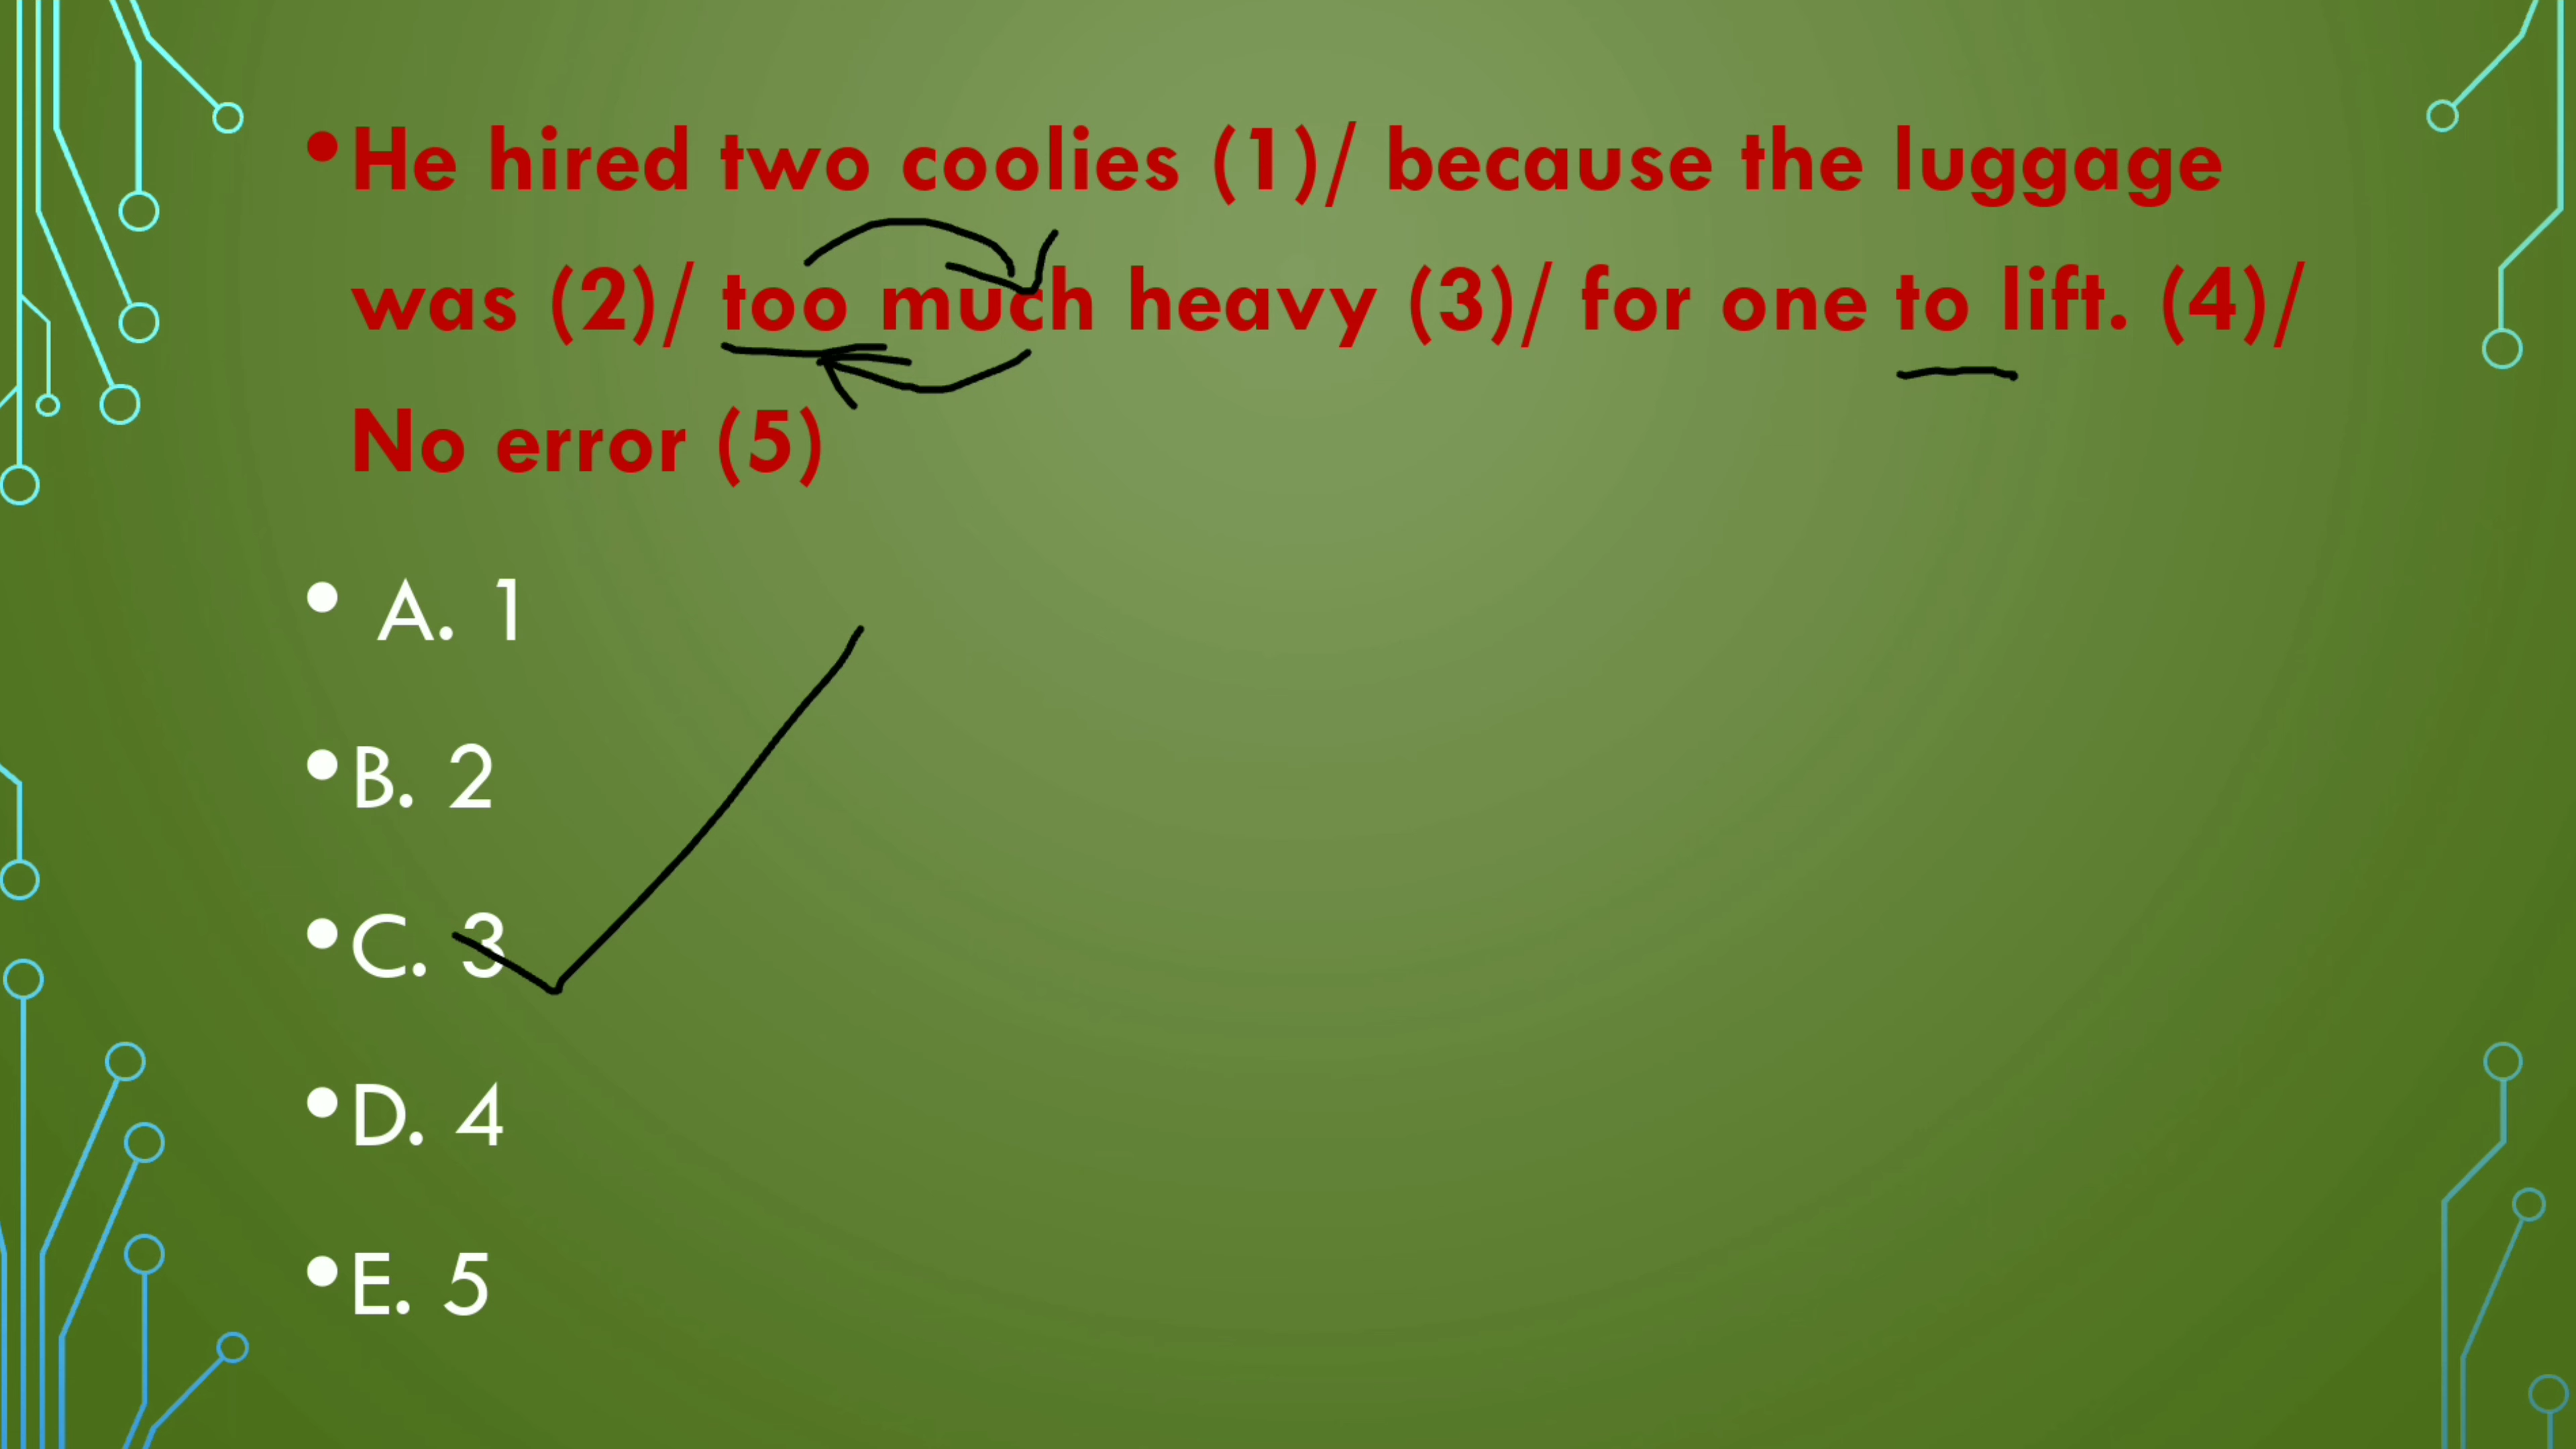 •He hired two coolies (1)/ because the luggage
was (2)/ too much heavy (3)/ for one to lift. (4)/
No error (5)
• A. 1
•B. 2
•C. 3
•D. 4
•E. 5